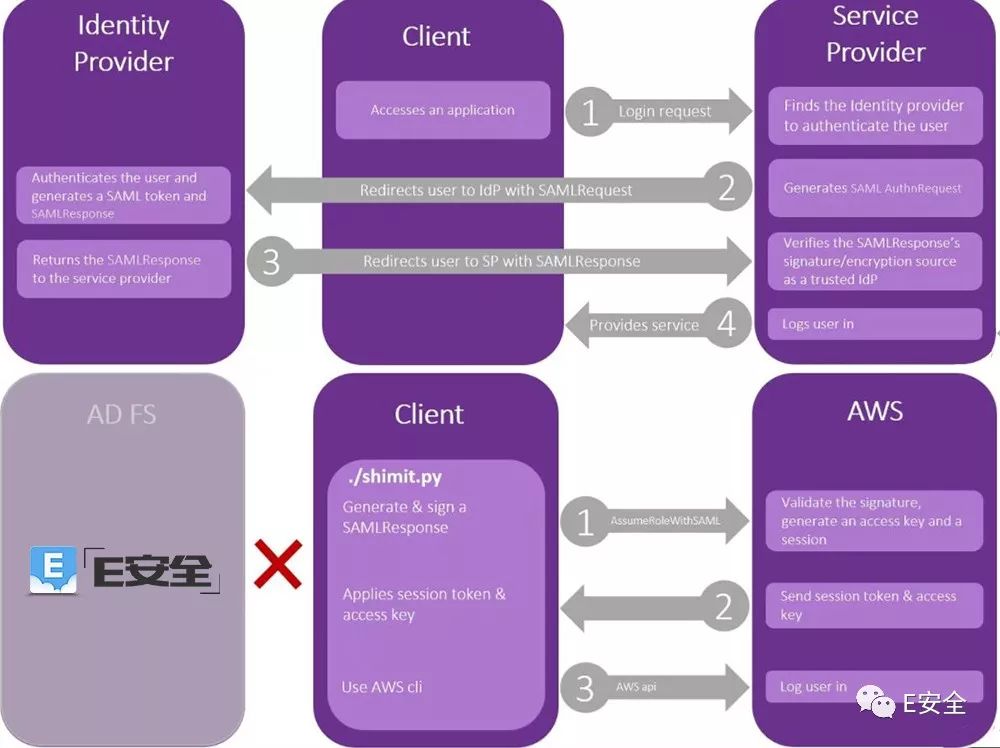 Identity
Provider
Client
Service
Provider
Accesses an application
1
Login request
Finds the Identity provider
to authenticate the user
Authenticates the user and
generates a SAML token and
SAMLResponse
Redirects user to IdP with SAMLRequest
2
Generates SAML AuthnRequest
Returns the SAMLResponse
to the service provider
3
Redirects user to SP with SAMLResponse
Verifies the SAMLResponse's
signature/encryption source
as a trusted IdP
Provides service
4
Logs user in
AD FS
Client
AWS
./shimit.py
Generate & sign a
SAMLResponse
1
AssumeRoleWithSAML
Validate the signature,
generate an access key and a
session
E
E安全
Applies session token &
access key
2
Send session token & access
key
Use AWS cli
3
AWS api
Log user in
E安全